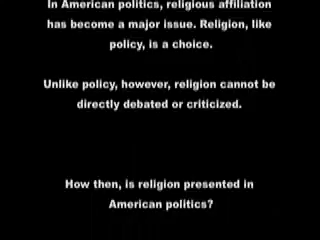 In American politics, religious affiliation
has become a major issue. Religion, like
policy, is a choice.
Unlike policy, however, religion cannot be
directly debated or criticized.
How then, is religion presented in
American politics?